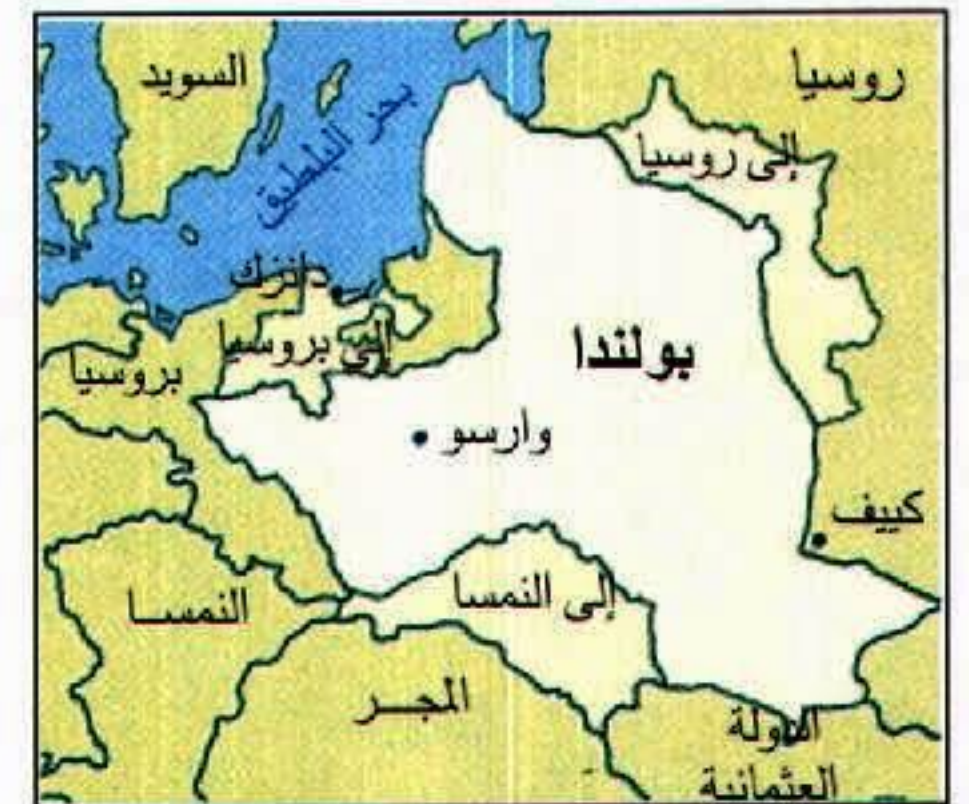 السويد
روسيا
بحر البلطيق
إلى روسيا
دانزك
إلى بروسيا
بروسيا
بولندا
وارسو
كييف
إلى النمسا
النمسا
المجر
الدولة
العثمانية